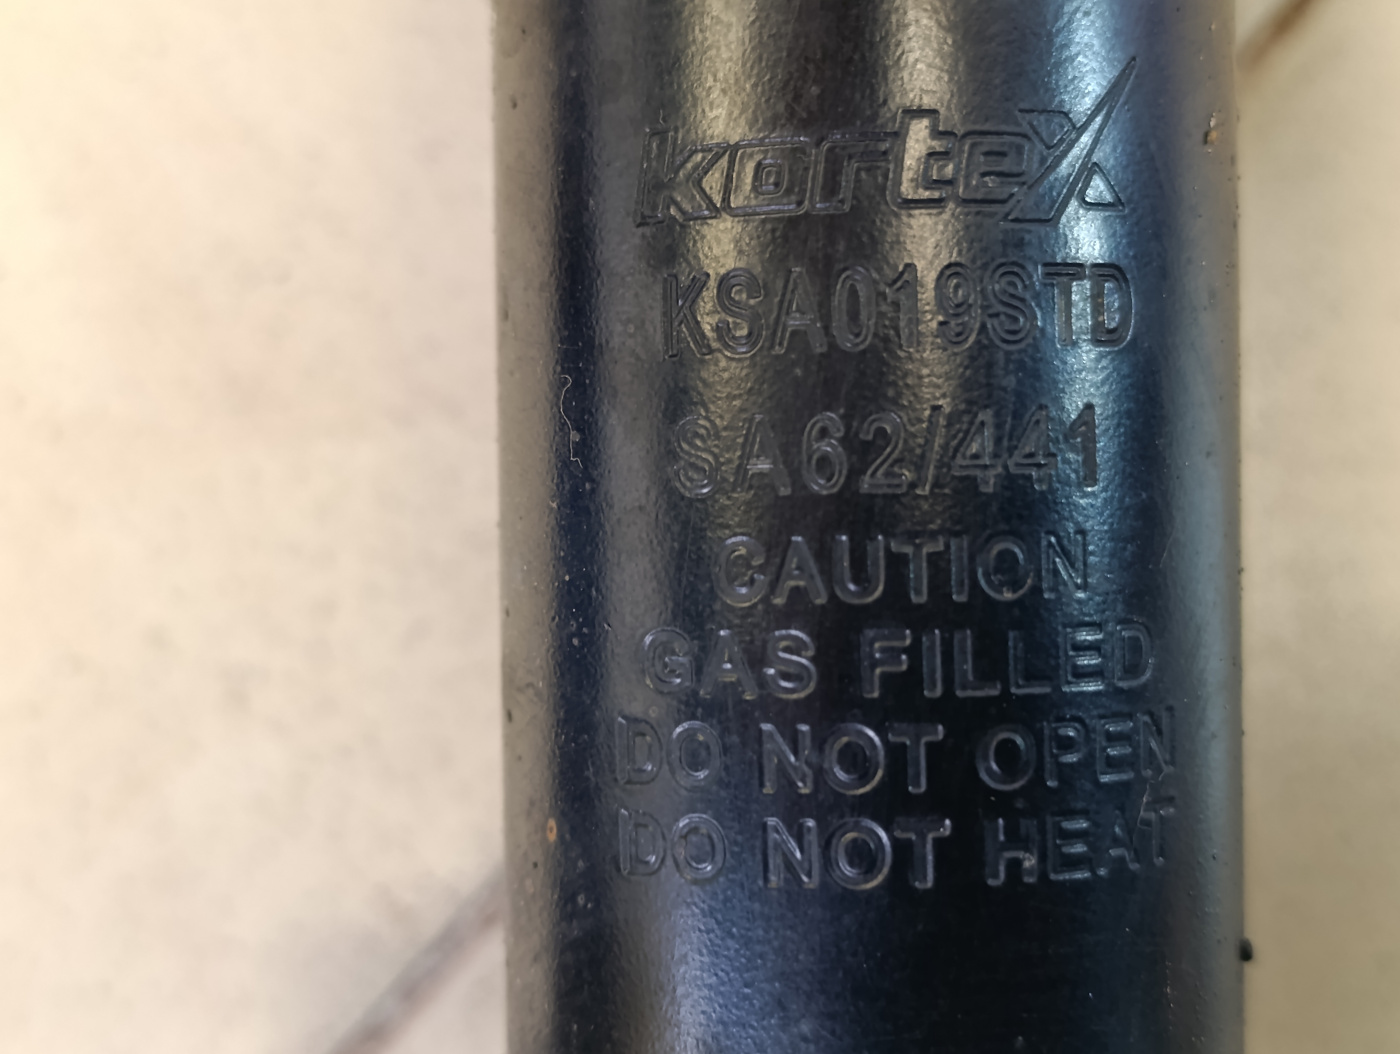 kortex
KSA019STD
SA62/441
CAUTION
GAS FILLED
DO NOT OPEN
DO NOT HEAT